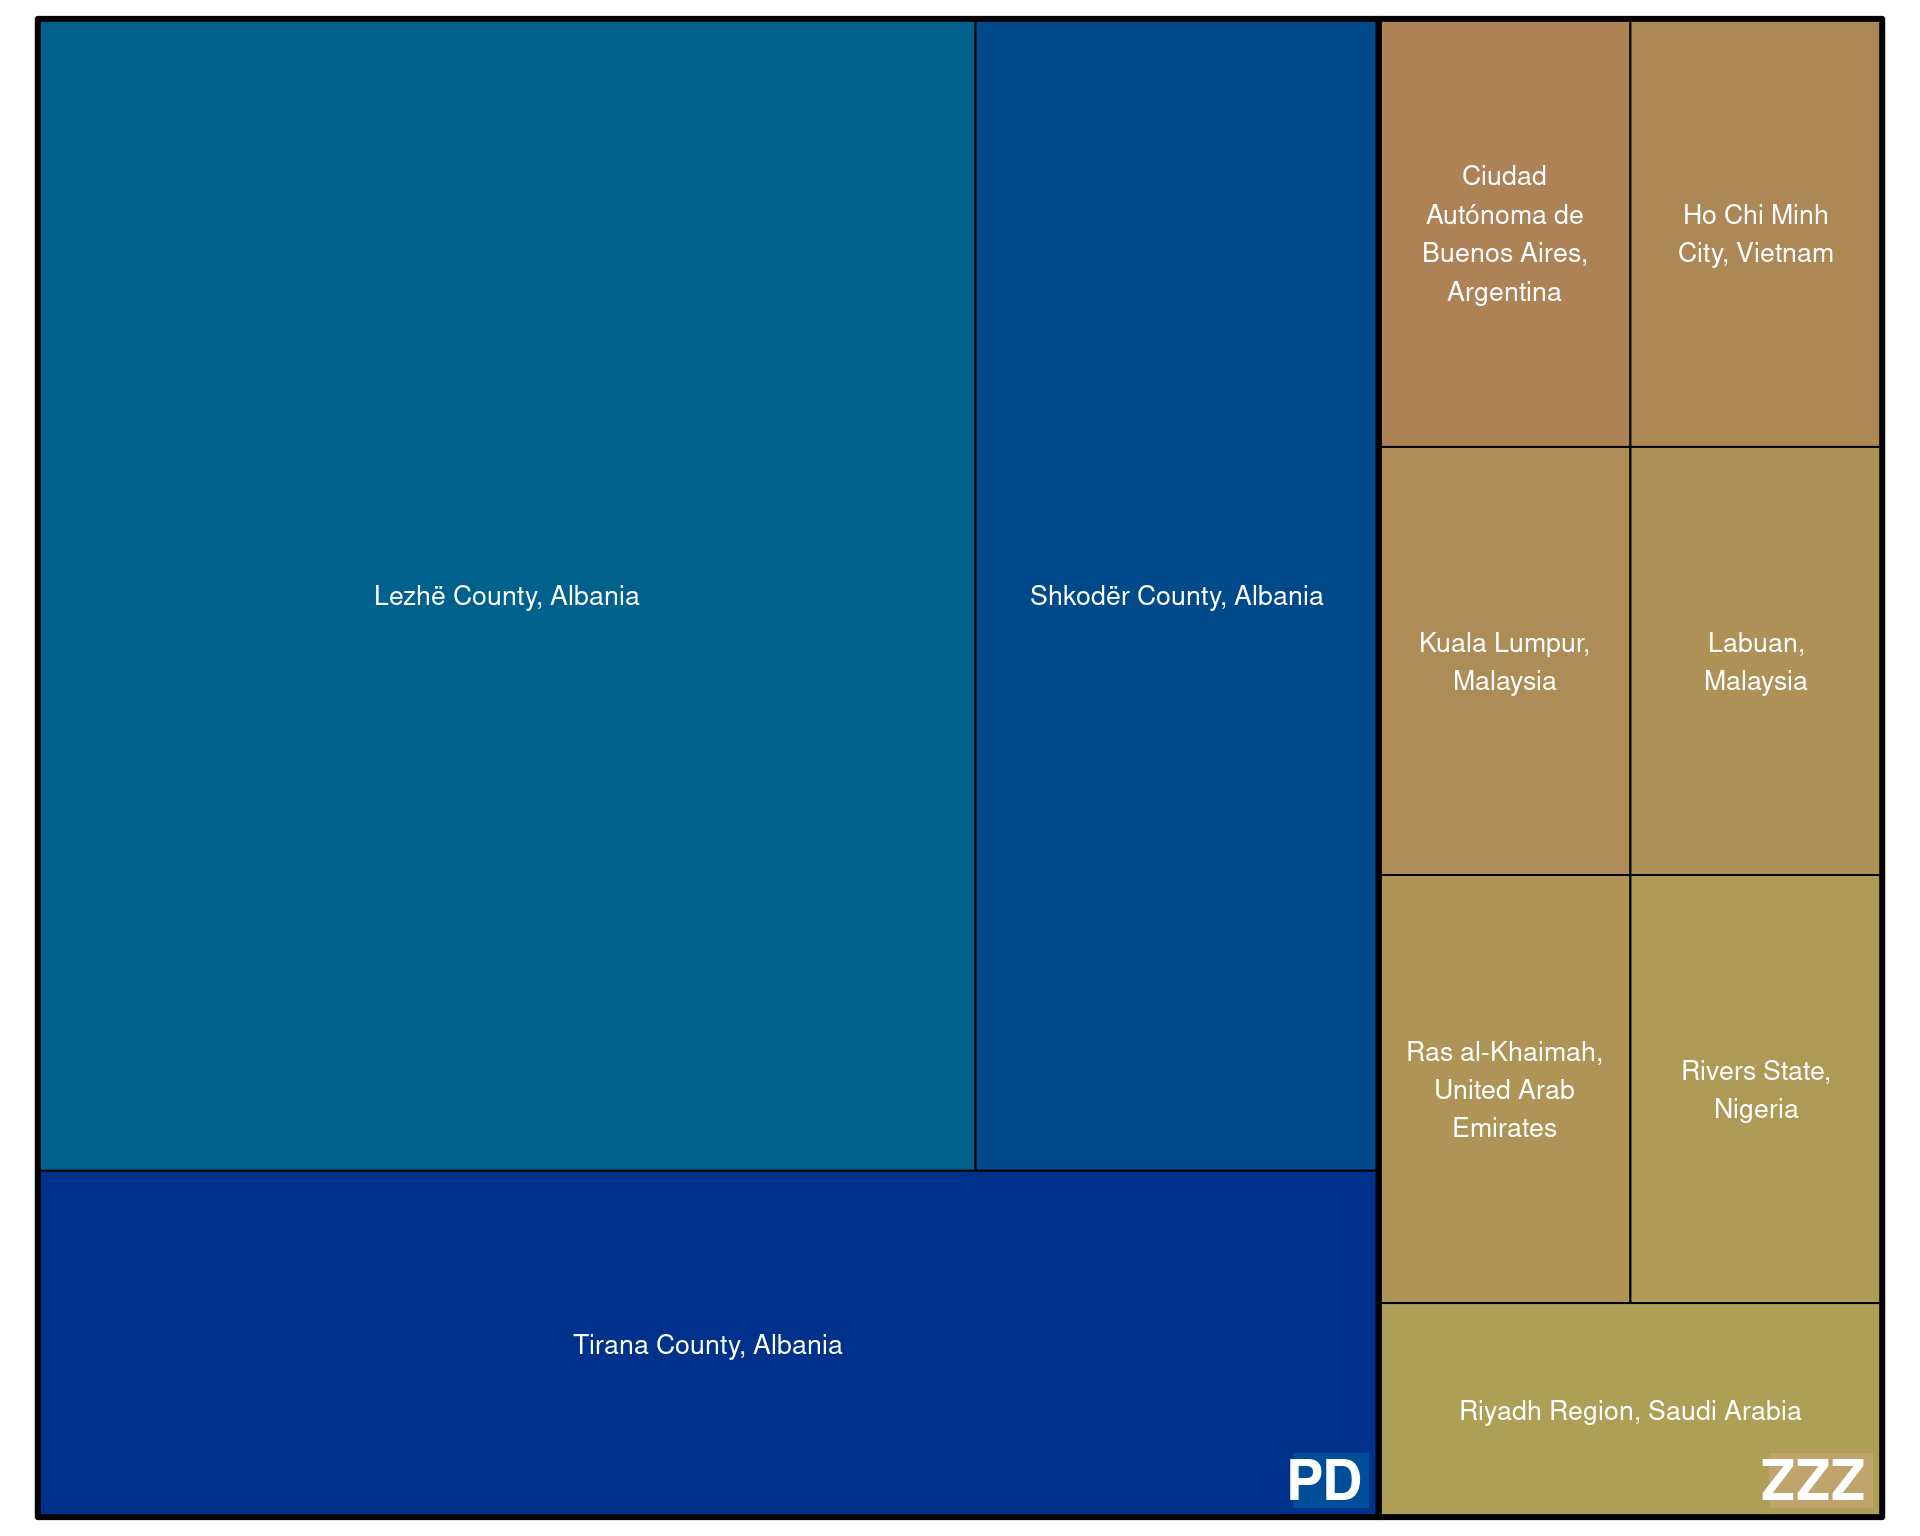 Lezhë County, Albania
Shkodër County, Albania
Tirana County, Albania
PD
Ciudad
Autónoma de
Buenos Aires,
Argentina
Ho Chi Minh
City, Vietnam
Kuala Lumpur,
Malaysia
Labuan,
Malaysia
Ras al-Khaimah,
United Arab
Emirates
Rivers State,
Nigeria
Riyadh Region, Saudi Arabia
ZZZ